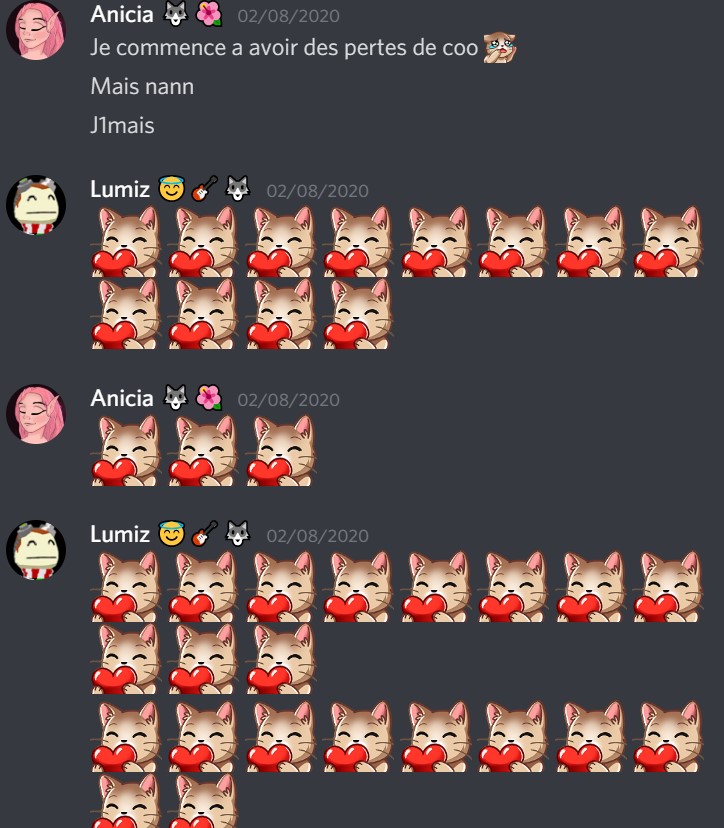 Anicia 02/08/2020
Je commence a avoir des pertes de coo
Mais nann
J1mais
Lumiz 02/08/2020
Anicia 02/08/2020
Lumiz 02/08/2020